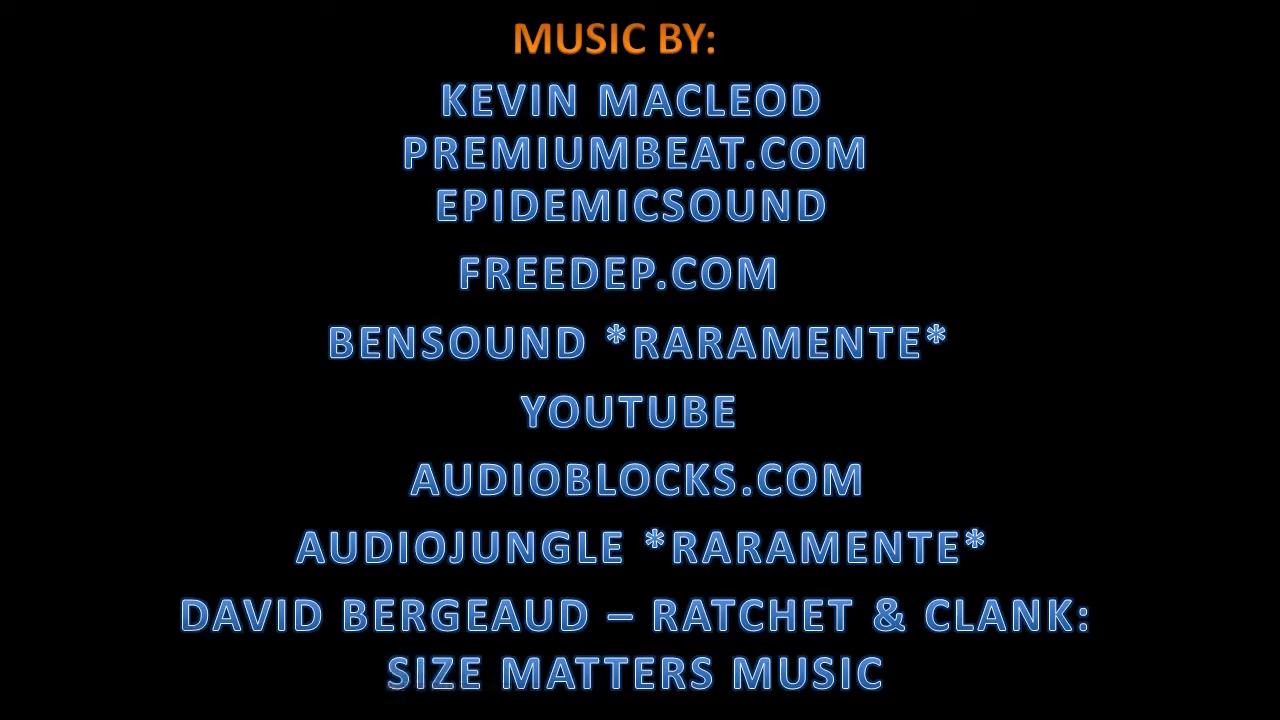 MUSIC BY:
KEVIN MACLEOD
PREMIUMBEAT.COM
EPIDEMICSOUND
FREEDEP.COM
BENSOUND *RARAMENTE*
YOUTUBE
AUDIOBLOCKS.COM
AUDIOJUNGLE *RARAMENTE*
DAVID BERGEAUD – RATCHET & CLANK:
SIZE MATTERS MUSIC